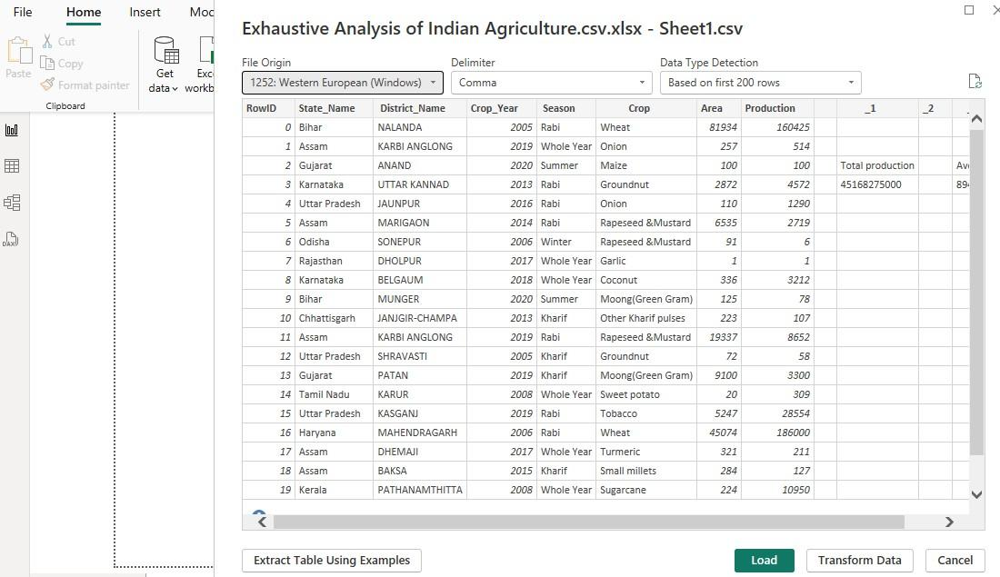 File Home Insert Mod
Exhaustive Analysis of Indian Agriculture.csv.xlsx - Sheet1.csv
Cut
Copy
Format painter
Paste
Get data
Exc
workb
Clipboard
File Origin Delimiter Data Type Detection
1252: Western European (Windows) Comma Based on first 200 rows
RowID State_Name District_Name Crop_Year Season Crop Area Production _1 _2 _
0 Bihar NALANDA 2005 Rabi Wheat 81934 160425
1 Assam KARBI ANGLONG 2019 Whole Year Onion 257 514
2 Gujarat ANAND 2020 Summer Maize 100 100 Total production Ave
3 Karnataka UTTAR KANNAD 2013 Rabi Groundnut 2872 4572 45168275000 894
4 Uttar Pradesh JAUNPUR 2016 Rabi Onion 110 1290
5 Assam MARIGAON 2014 Rabi Rapeseed &Mustard 6535 2719
6 Odisha SONEPUR 2006 Winter Rapeseed &Mustard 91 6
7 Rajasthan DHOLPUR 2017 Whole Year Garlic 1 1
8 Karnataka BELGAUM 2018 Whole Year Coconut 336 3212
9 Bihar MUNGER 2020 Summer Moong(Green Gram) 125 78
10 Chhattisgarh JANJGIR-CHAMPA 2013 Kharif Other Kharif pulses 223 107
11 Assam KARBI ANGLONG 2019 Rabi Rapeseed &Mustard 19337 8652
12 Uttar Pradesh SHRAVASTI 2005 Kharif Groundnut 72 58
13 Gujarat PATAN 2019 Kharif Moong(Green Gram) 9100 3300
14 Tamil Nadu KARUR 2008 Whole Year Sweet potato 20 309
15 Uttar Pradesh KASGANJ 2019 Rabi Tobacco 5247 28554
16 Haryana MAHENDRAGARH 2006 Rabi Wheat 45074 186000
17 Assam DHEMAJI 2017 Whole Year Turmeric 321 211
18 Assam BAKSA 2015 Kharif Small millets 284 127
19 Kerala PATHANAMTHITTA 2008 Whole Year Sugarcane 224 10950
DAX
Extract Table Using Examples Load Transform Data Cancel